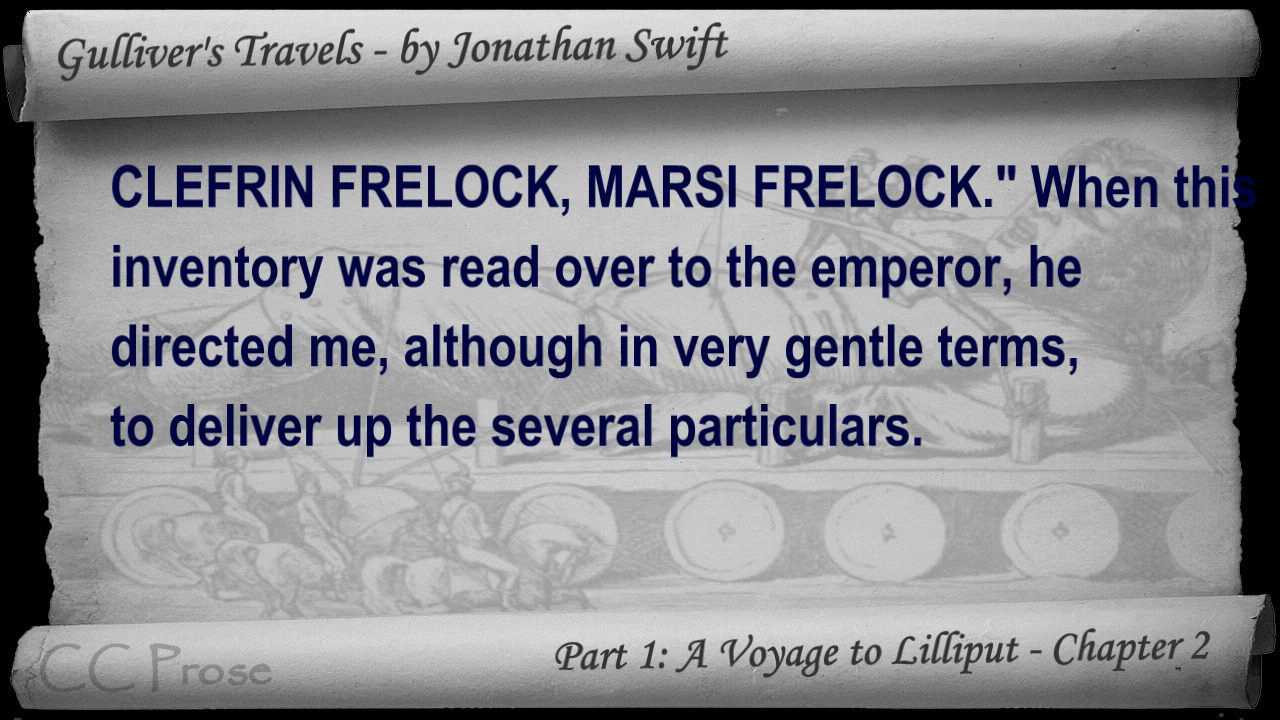 Gulliver's Travels - by Jonathan Swift
CLEFRIN FRELOCK, MARSI FRELOCK." When this
inventory was read over to the emperor, he
directed me, although in very gentle terms,
to deliver up the several particulars.
CC Prose
Part 1: A Voyage to Lilliput - Chapter 2